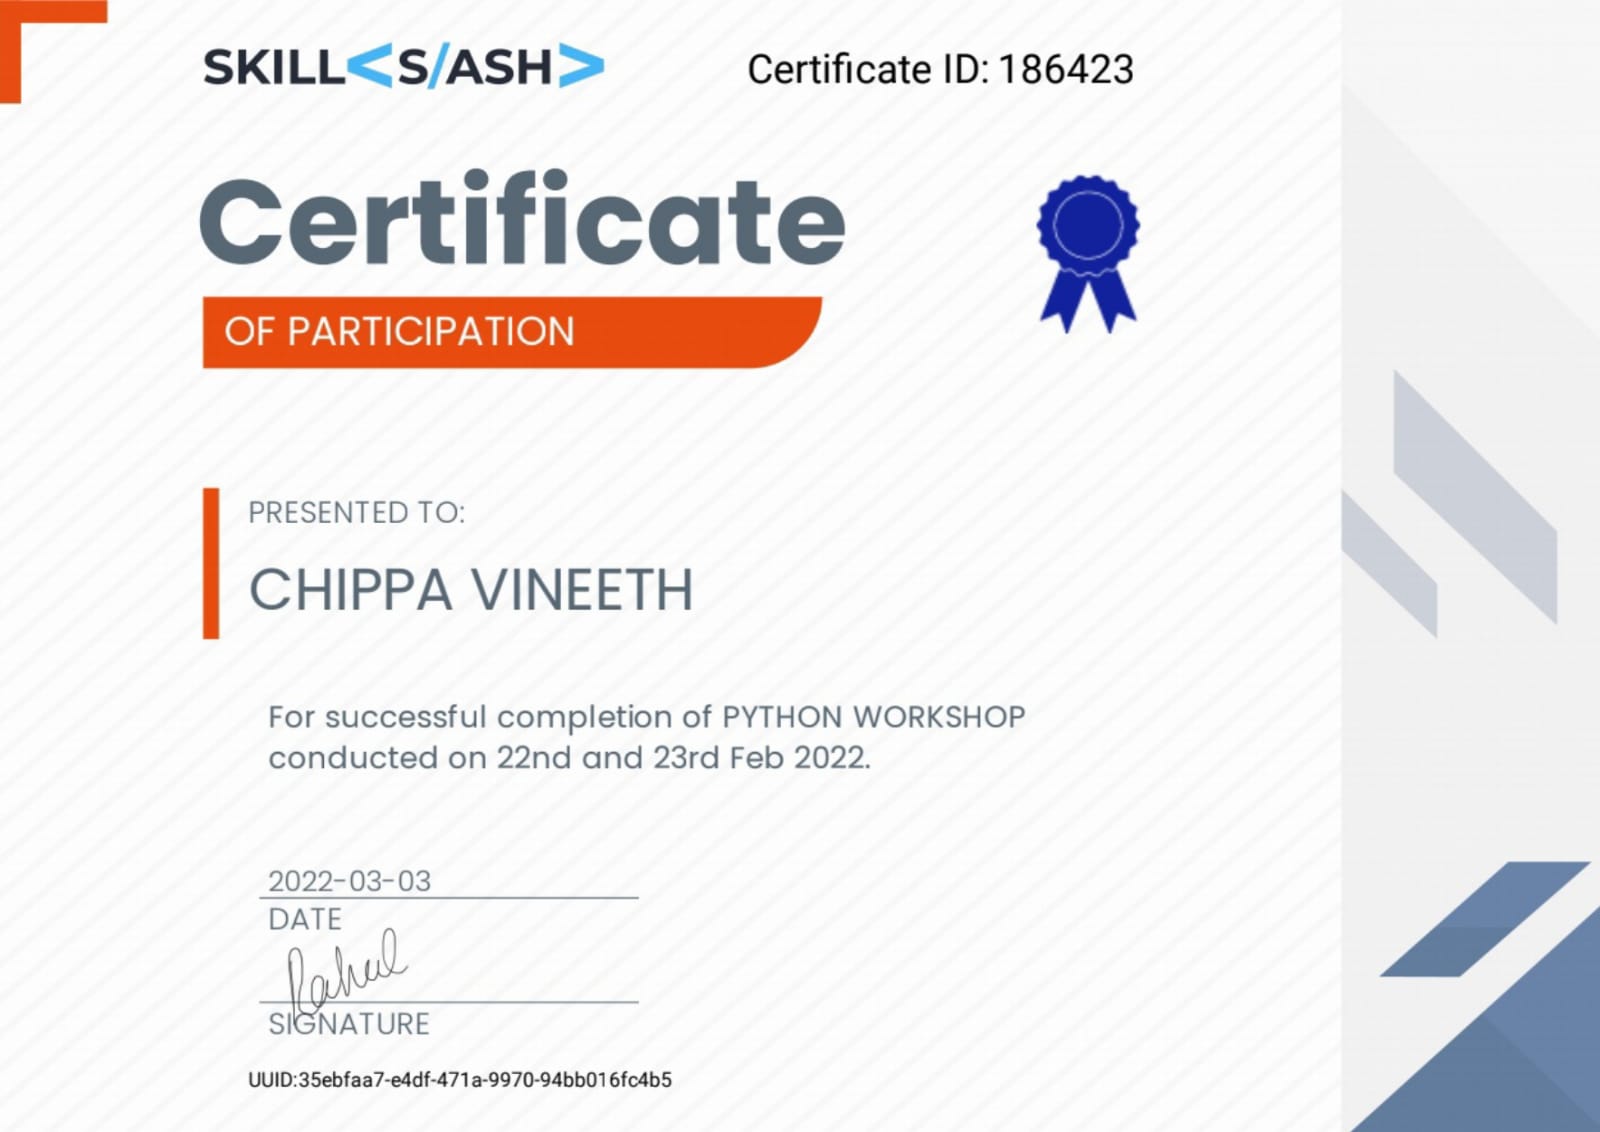 SKILL<S/ASH>
Certificate ID: 186423
Certificate
OF PARTICIPATION
PRESENTED TO:
CHIPPA VINEETH
For successful completion of PYTHON WORKSHOP
conducted on 22nd and 23rd Feb 2022.
2022-03-03
DATE
Rahul
SIGNATURE
UUID:35ebfaa7-e4df-471a-9970-94bb016fc4b5